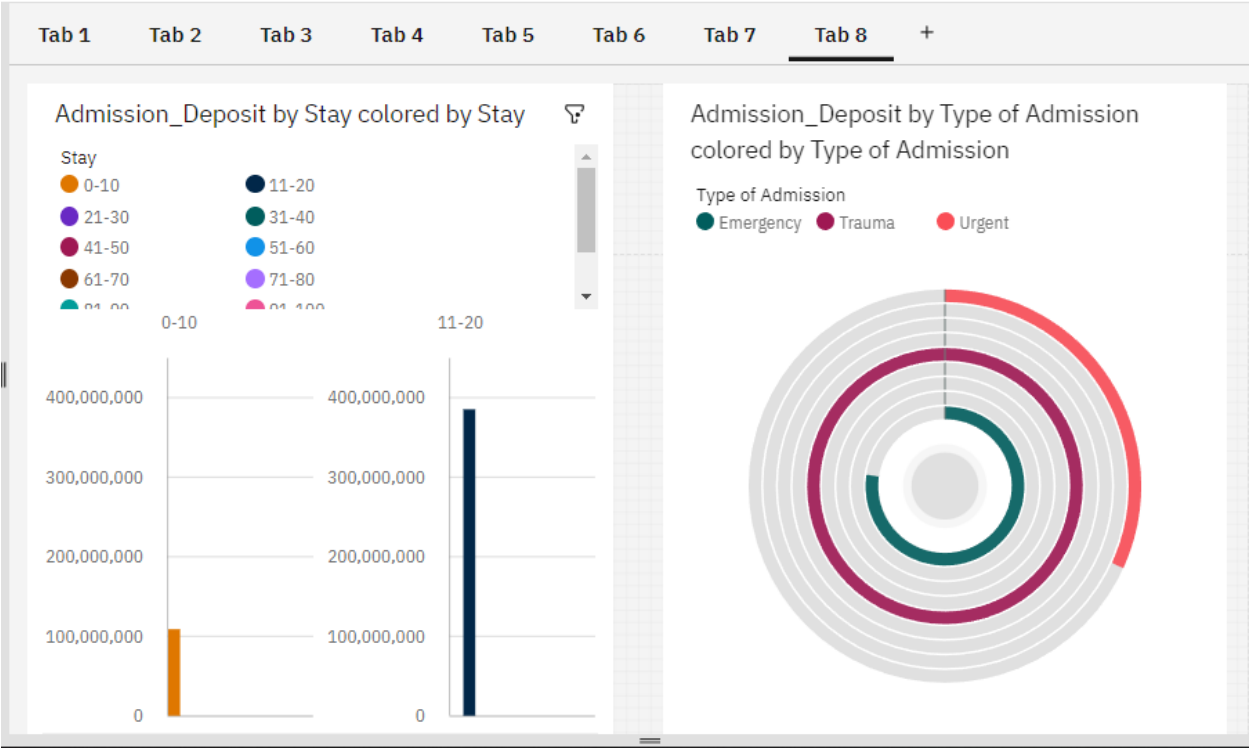 Tab 1 Tab 2 Tab 3 Tab 4 Tab 5 Tab 6 Tab 7 Tab 8 +
Admission_Deposit by Stay colored by Stay
Stay
0-10 11-20
21-30 31-40
41-50 51-60
61-70 71-80
0-10 11-20
400,000,000 400,000,000
300,000,000 300,000,000
200,000,000 200,000,000
100,000,000 100,000,000
0 0
Admission_Deposit by Type of Admission
colored by Type of Admission
Type of Admission
Emergency Trauma Urgent